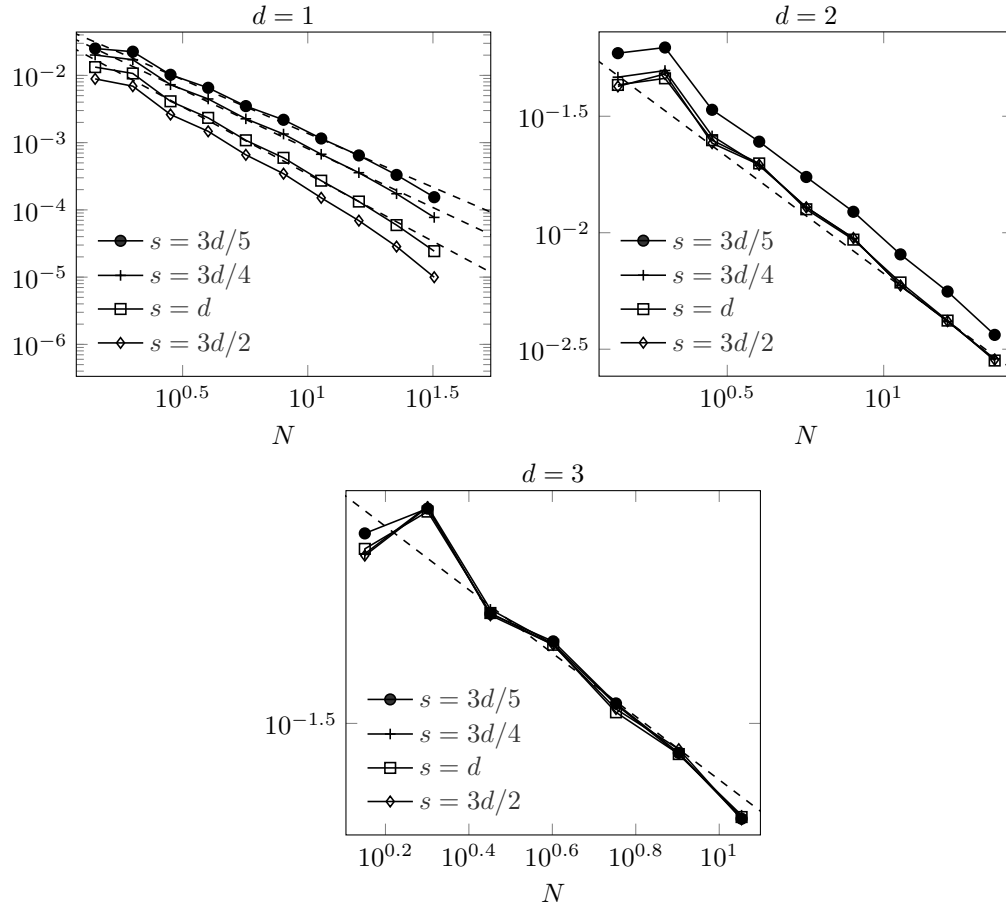 d = 1
10^−2
10^−3
10^−4
10^−5
10^−6
s = 3d/5
s = 3d/4
s = d
s = 3d/2
10^0.5
10^1
10^1.5
N
d = 2
10^−1.5
10^−2
10^−2.5
s = 3d/5
s = 3d/4
s = d
s = 3d/2
10^0.5
10^1
N
d = 3
10^−1.5
s = 3d/5
s = 3d/4
s = d
s = 3d/2
10^0.2
10^0.4
10^0.6
10^0.8
10^1
N